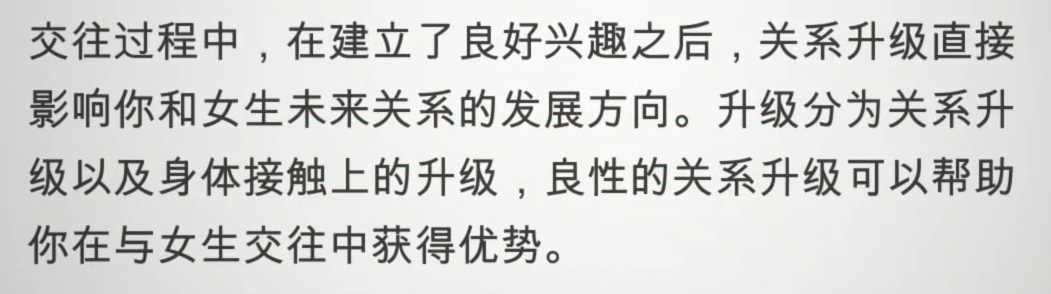 交往过程中，在建立了良好兴趣之后，关系升级直接
影响你和女生未来关系的发展方向。升级分为关系升
级以及身体接触上的升级，良性的关系升级可以帮助
你在与女生交往中获得优势。